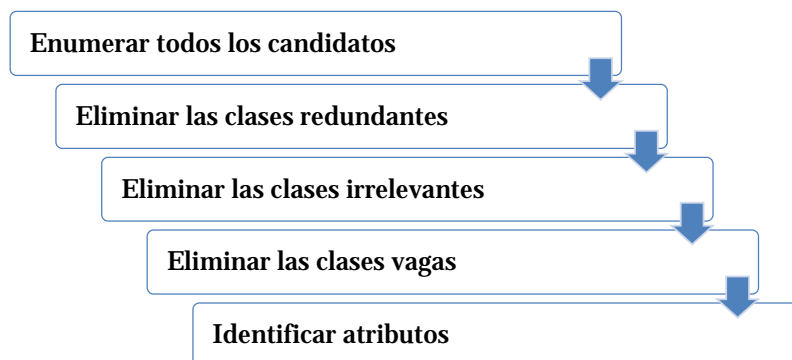 Enumerar todos los candidatos
Eliminar las clases redundantes
Eliminar las clases irrelevantes
Eliminar las clases vagas
Identificar atributos